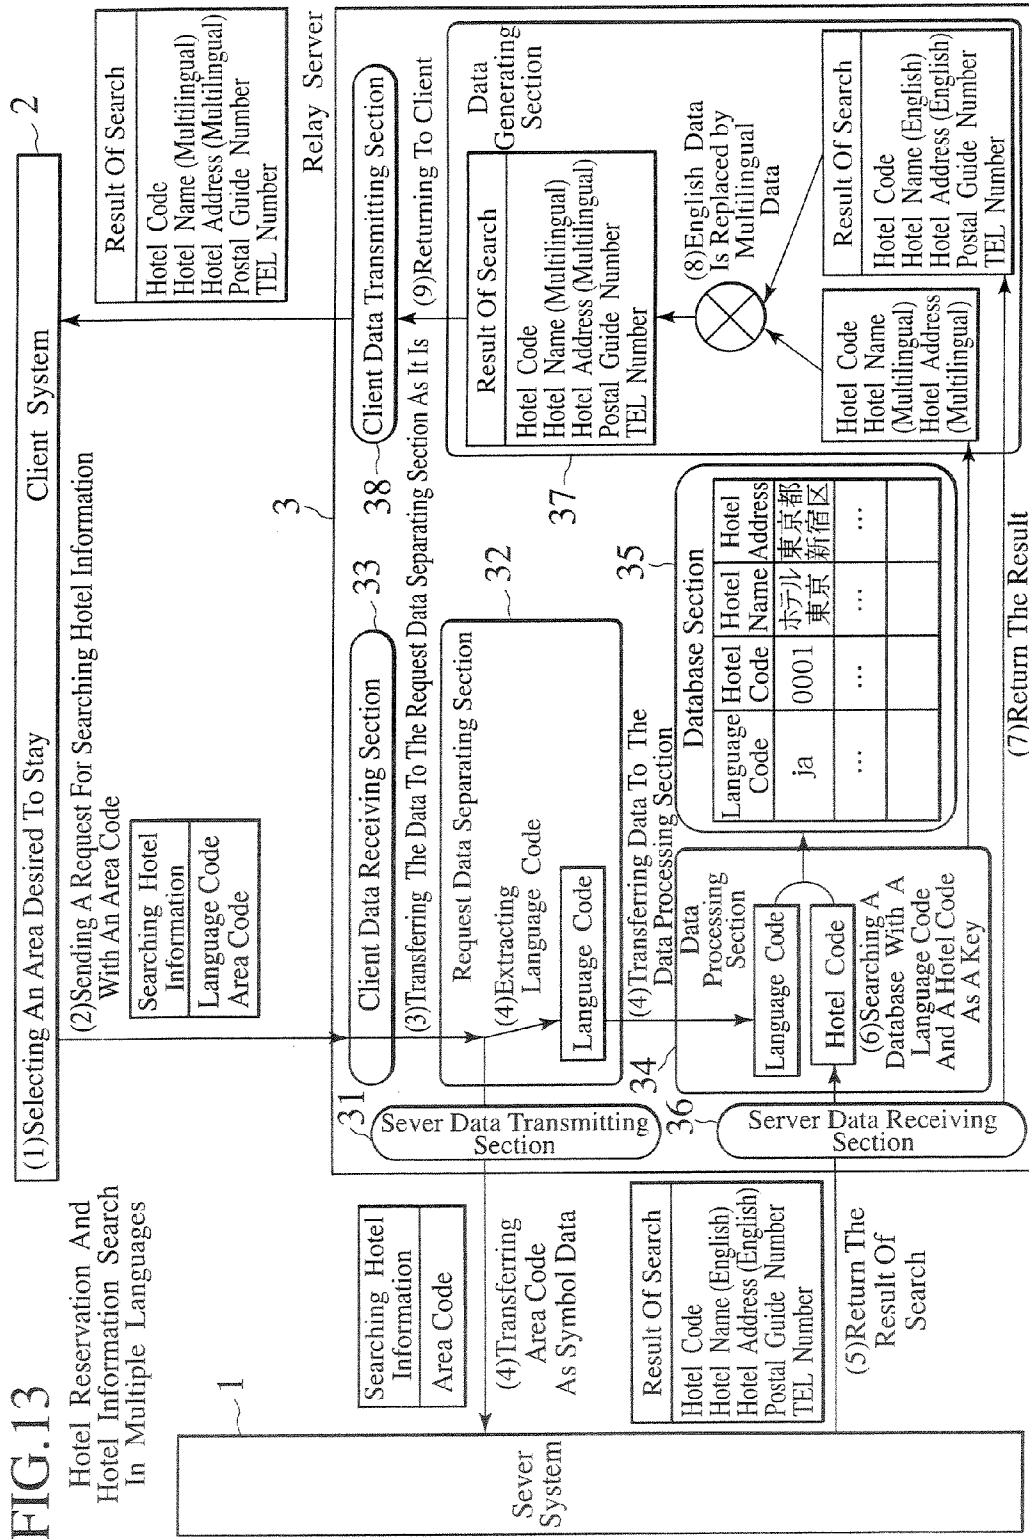 FIG.13
Hotel Reservation And
Hotel Information Search
In Multiple Languages
1
Sever
System
(1)Selecting An Area Desired To Stay
Client System
2
(2)Sending A Request For Searching Hotel Information
With An Area Code
Searching Hotel
Information
Language Code
Area Code
Result Of Search
Hotel Code
Hotel Name (Multilingual)
Hotel Address (Multilingual)
Postal Guide Number
TEL Number
3
Relay Server
33
Client Data Receiving Section
38
Client Data Transmitting Section
(3)Transferring The Data To The Request Data Separating Section As It Is
(9)Returning To Client
31
Sever Data Transmitting
Section
32
Request Data Separating Section
(4)Extracting
Language Code
Language Code
Searching Hotel
Information
Area Code
(4)Transferring
Area Code
As Symbol Data
(4)Transferring Data To The
Data Processing Section
34
Data
Processing
Section
Language Code
Hotel Code
(6)Searching A
Database With A
Language Code
And A Hotel Code
As A Key
35
Database Section
Language
Code
Hotel
Code
Hotel
Name
Hotel
Address
ja
0001
ホテル
東京
東京都
新宿区
...
...
...
...
36
Server Data Receiving
Section
Result Of Search
Hotel Code
Hotel Name (English)
Hotel Address (English)
Postal Guide Number
TEL Number
(5)Return The
Result Of
Search
(7)Return The Result
37
Data
Generating
Section
Result Of Search
Hotel Code
Hotel Name (Multilingual)
Hotel Address (Multilingual)
Postal Guide Number
TEL Number
(8)English Data
Is Replaced by
Multilingual
Data
Hotel Code
Hotel Name
(Multilingual)
Hotel Address
(Multilingual)
Result Of Search
Hotel Code
Hotel Name (English)
Hotel Address (English)
Postal Guide Number
TEL Number